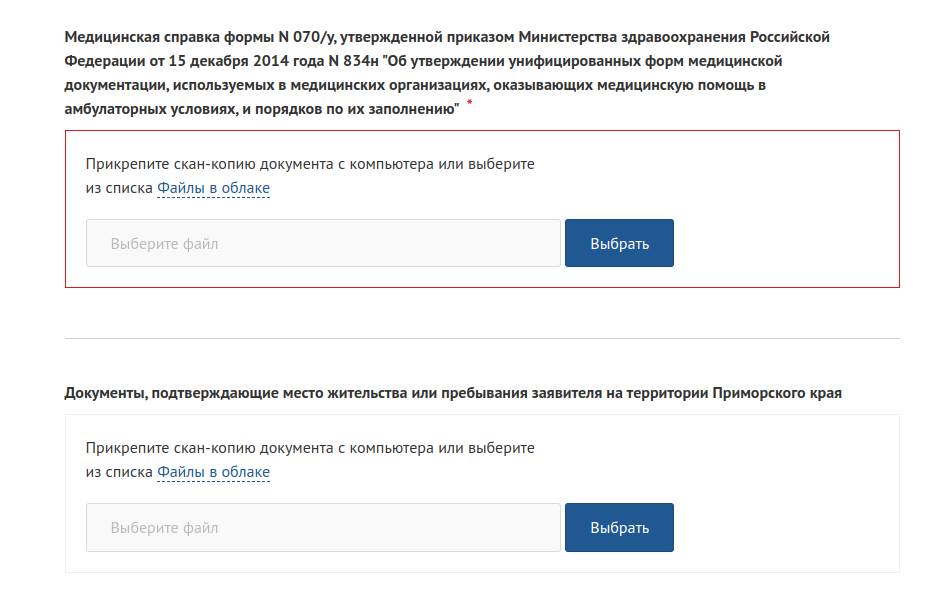 Медицинская справка формы N 070/у, утвержденной приказом Министерства здравоохранения Российской
Федерации от 15 декабря 2014 года N 834н "Об утверждении унифицированных форм медицинской
документации, используемых в медицинских организациях, оказывающих медицинскую помощь в
амбулаторных условиях, и порядков по их заполнению" *
Прикрепите скан-копию документа с компьютера или выберите
из списка Файлы в облаке
Выберите файл Выбрать
Документы, подтверждающие место жительства или пребывания заявителя на территории Приморского края
Прикрепите скан-копию документа с компьютера или выберите
из списка Файлы в облаке
Выберите файл Выбрать